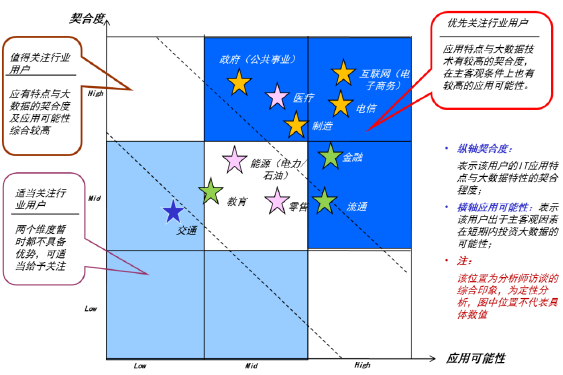 契合度
优先关注行业用户
应用特点与大数据技
术有较高的契合度，
在主客观条件上也有
较高的应用可能性。
值得关注行业
用户
应有特点与大
数据的契合度
及应用可能性
综合较高
High
政府（公共事业）
医疗
制造
互联网（电
子商务）
电信
能源（电力/
石油）
金融
Mid
教育
零售
流通
交通
适当关注行
业用户
两个维度暂
时都不具备
优势，可适
当给予关注
Low
Low
Mid
High
应用可能性
• 纵轴契合度：
表示该用户的IT应用特
点与大数据特性的契合
程度；
• 横轴应用可能性：表示
该用户出于主客观因素
在短期内投资大数据的
可能性；
• 注：
该位置为分析师访谈的
综合印象，为定性分
析，图中位置不代表具
体数值